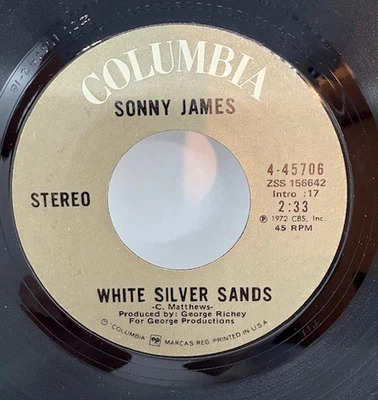 COLUMBIA
SONNY JAMES
4-45706
ZSS 156642
STEREO
Intro :17
2:33
Ⓟ 1972 CBS, Inc.
45 RPM
WHITE SILVER SANDS
-C. Matthews-
Produced by: George Richey
For George Productions
© COLUMBIA MARCAS REG. PRINTED IN U.S.A.